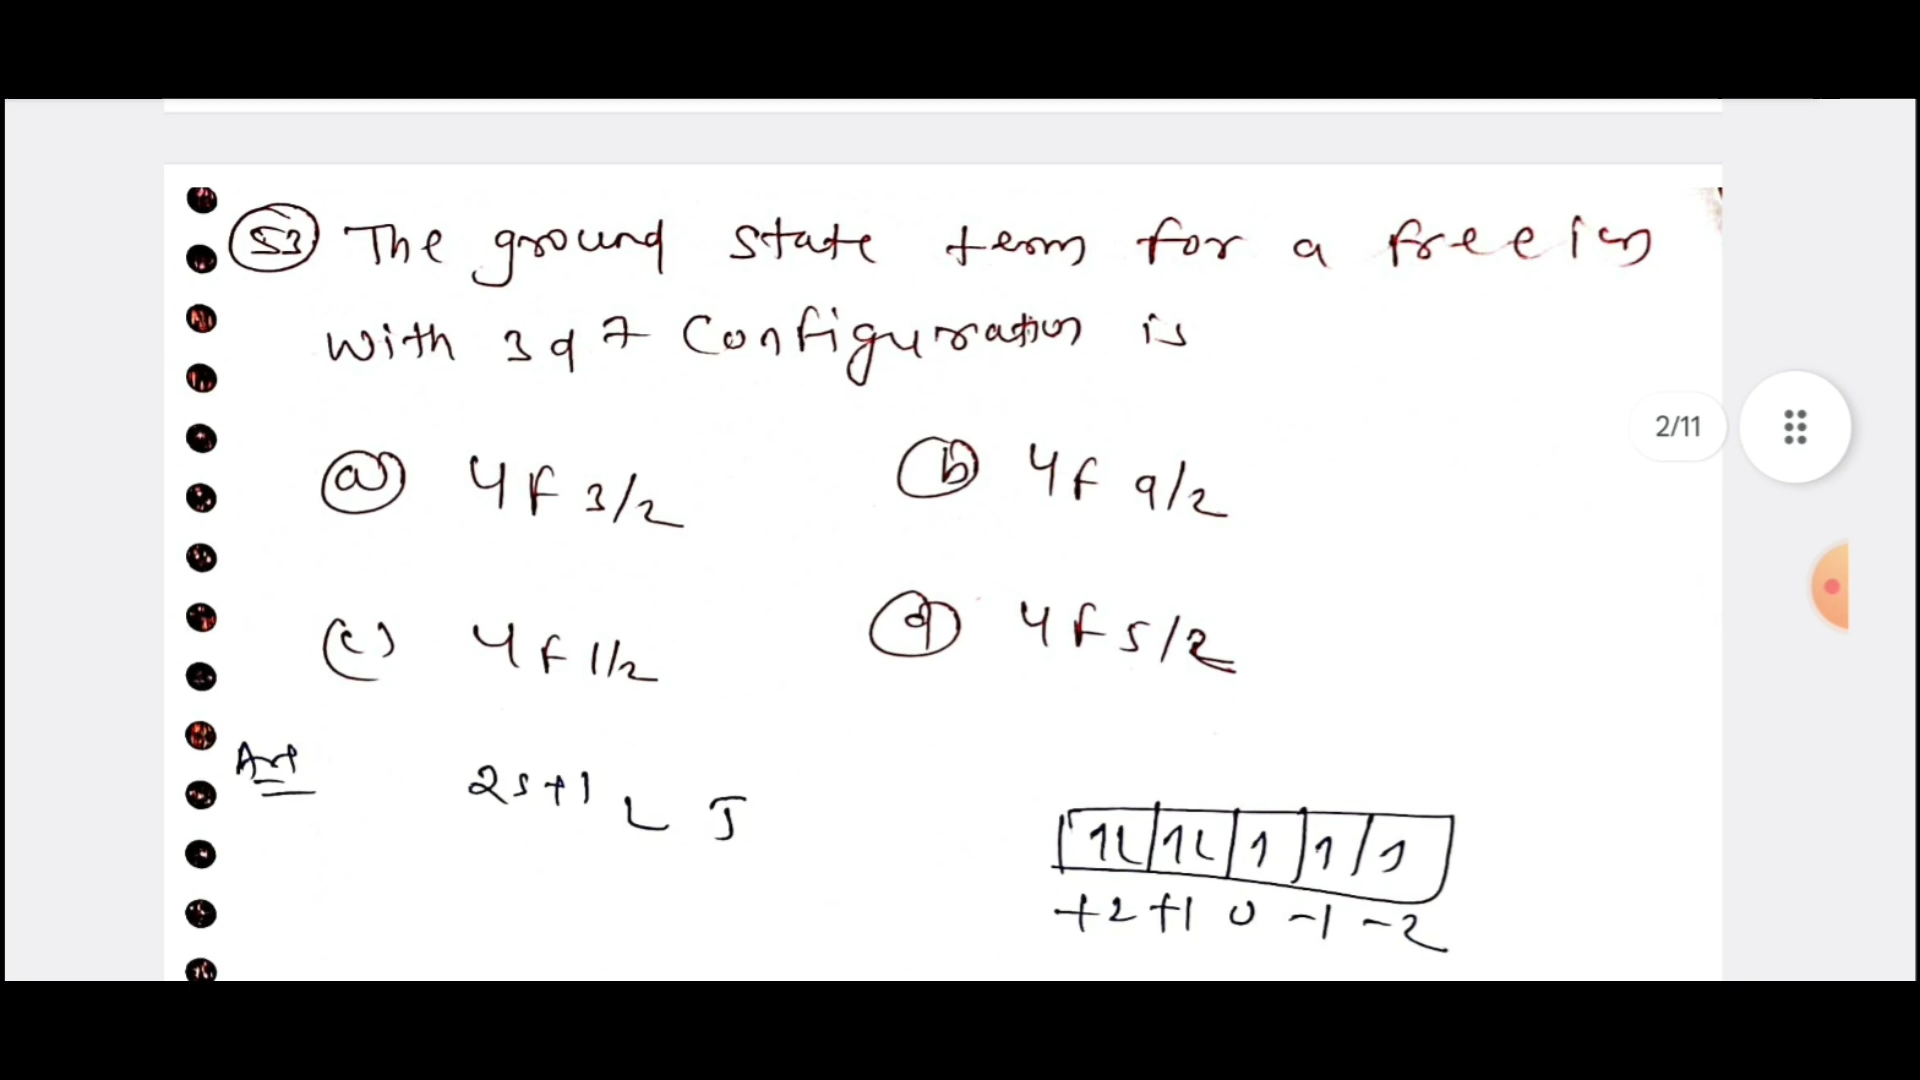 53 The ground state term for a free ion
with 3d7 Configuration is
(a) 4F 3/2 (b) 4F 9/2
2/11
(c) 4F 1/2 (d) 4F 5/2
Ans
2s+1 L J
1L 1L 1 1 1
+2 +1 0 -1 -2